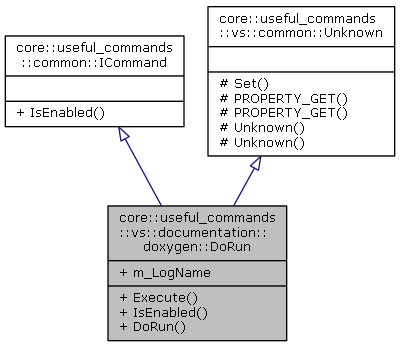 core::useful_commands
::common::ICommand
+ IsEnabled()
core::useful_commands
::vs::common::Unknown
# Set()
# PROPERTY_GET()
# PROPERTY_GET()
# Unknown()
# Unknown()
core::useful_commands
::vs::documentation::
doxygen::DoRun
+ m_LogName
+ Execute()
+ IsEnabled()
+ DoRun()